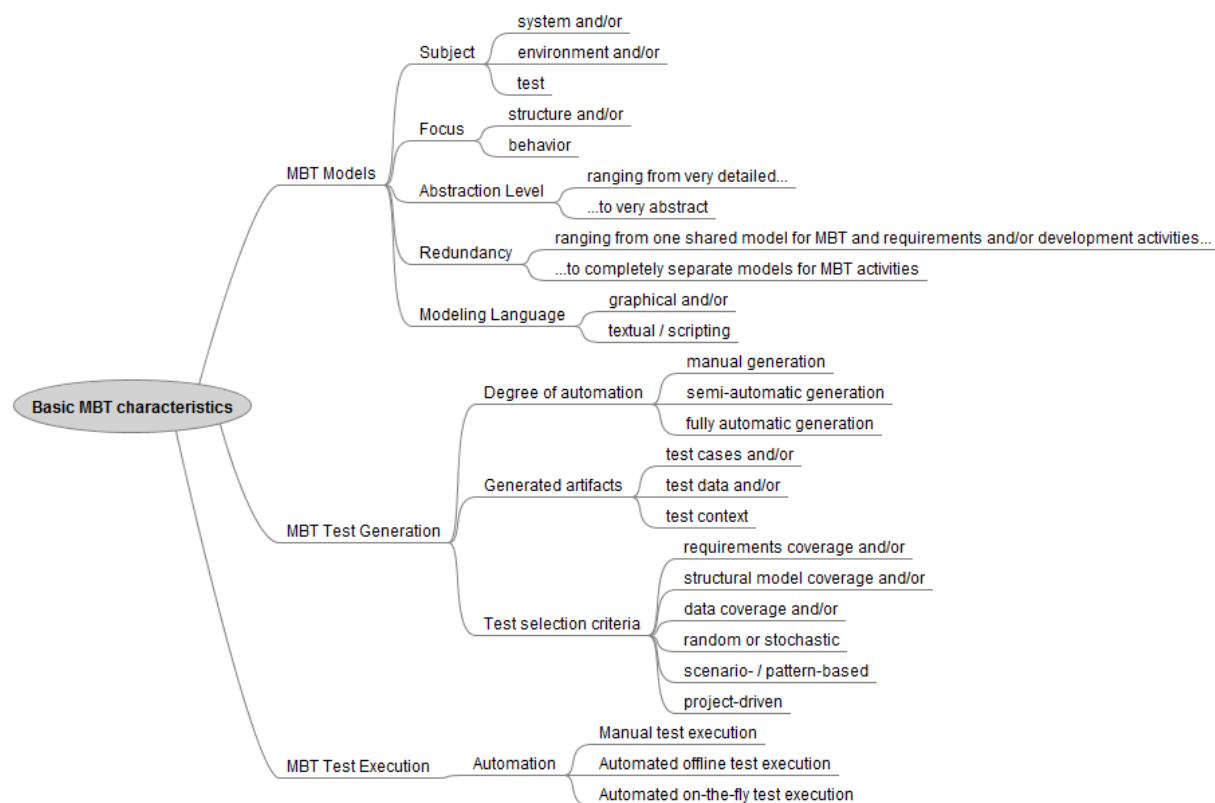 Basic MBT characteristics
MBT Models
Subject
system and/or
environment and/or
test
Focus
structure and/or
behavior
Abstraction Level
ranging from very detailed...
...to very abstract
Redundancy
ranging from one shared model for MBT and requirements and/or development activities...
...to completely separate models for MBT activities
Modeling Language
graphical and/or
textual / scripting
MBT Test Generation
Degree of automation
manual generation
semi-automatic generation
fully automatic generation
Generated artifacts
test cases and/or
test data and/or
test context
Test selection criteria
requirements coverage and/or
structural model coverage and/or
data coverage and/or
random or stochastic
scenario- / pattern-based
project-driven
MBT Test Execution
Automation
Manual test execution
Automated offline test execution
Automated on-the-fly test execution